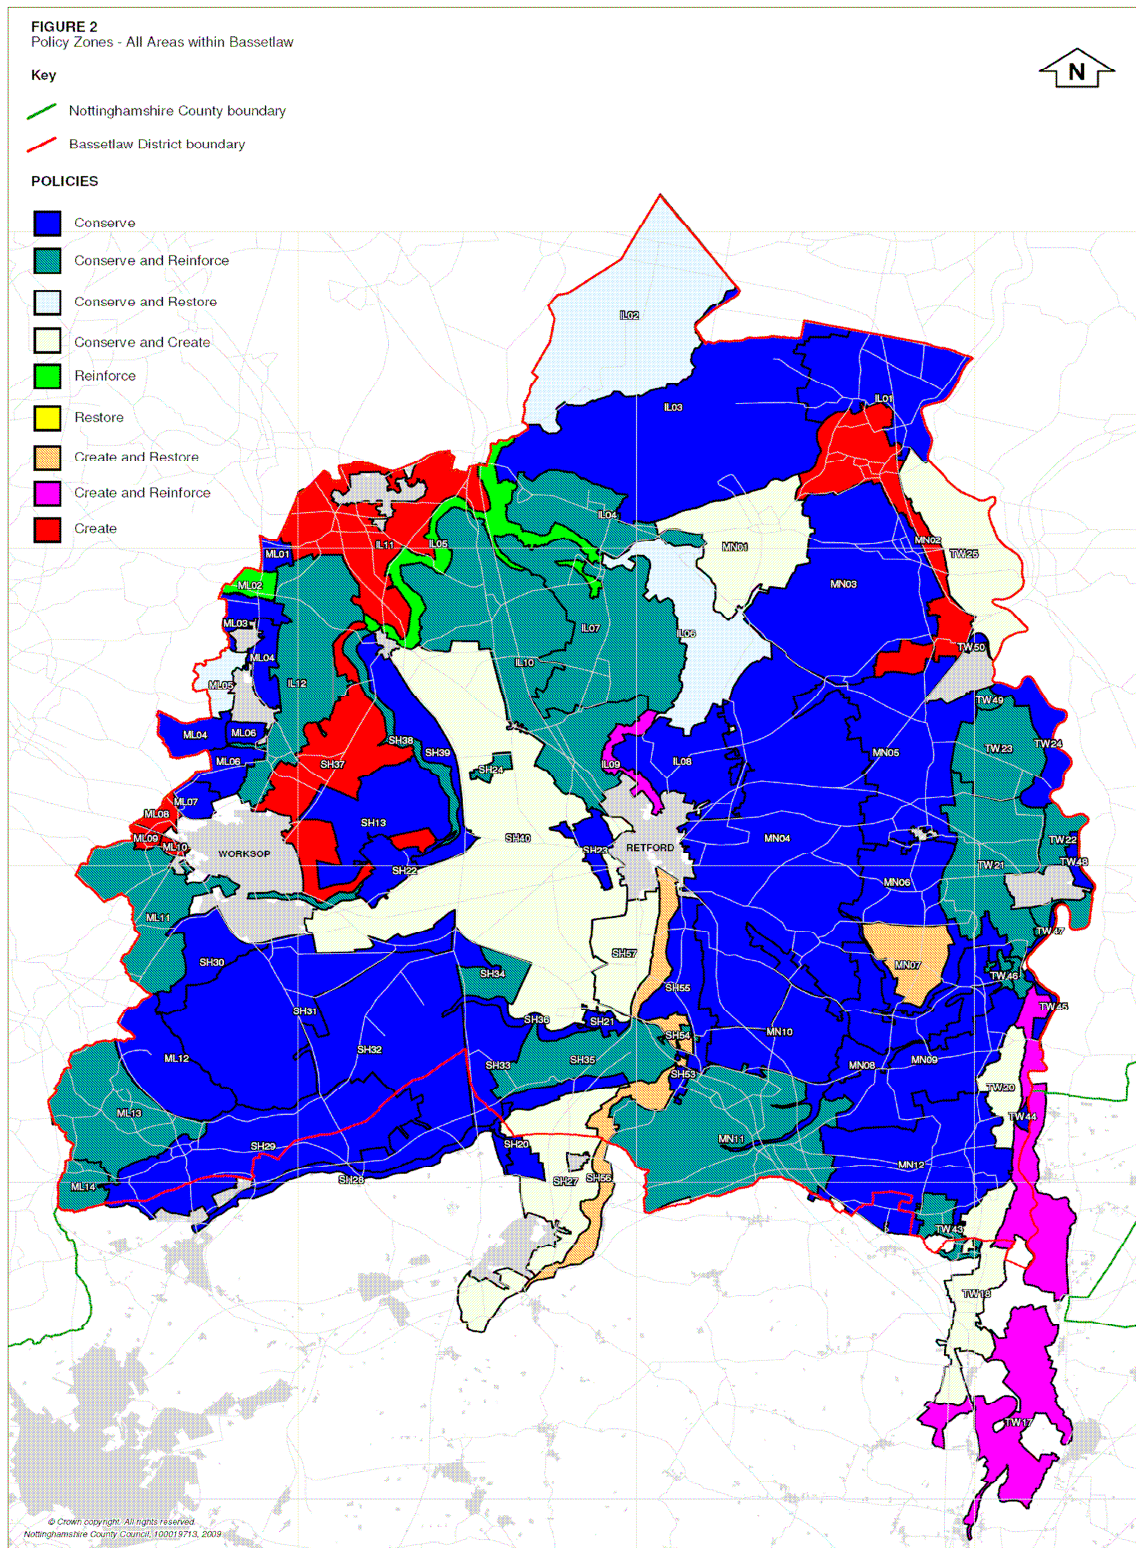 FIGURE 2
Policy Zones - All Areas within Bassetlaw
N
Key
Nottinghamshire County boundary
Bassetlaw District boundary
POLICIES
Conserve
Conserve and Reinforce
Conserve and Restore
Conserve and Create
Reinforce
Restore
Create and Restore
Create and Reinforce
Create
IL02
IL01
IL03
IL04
IL05
IL11
MN01
MN02
ML01
TW25
ML02
MN03
ML03
IL07
IL06
TW50
ML04
IL10
ML05
IL12
TW49
ML04
ML06
SH38
TW24
TW23
SH39
MN05
ML06
SH37
SH24
IL09
IL08
ML07
ML08
SH13
ML09
SH40
MN04
TW22
ML10
WORKSOP
SH23
RETFORD
TW48
SH22
TW21
MN06
ML11
TW47
SH30
SH57
MN07
SH34
TW46
SH55
TW45
SH31
SH36
SH21
MN10
SH32
SH54
ML12
SH33
SH35
MN08
MN09
SH53
TW20
ML13
TW44
SH29
SH20
MN11
MN12
ML14
SH28
SH27
SH56
TW43
TW18
TW17
© Crown copyright. All rights reserved.
Nottinghamshire County Council, 100019713, 2009